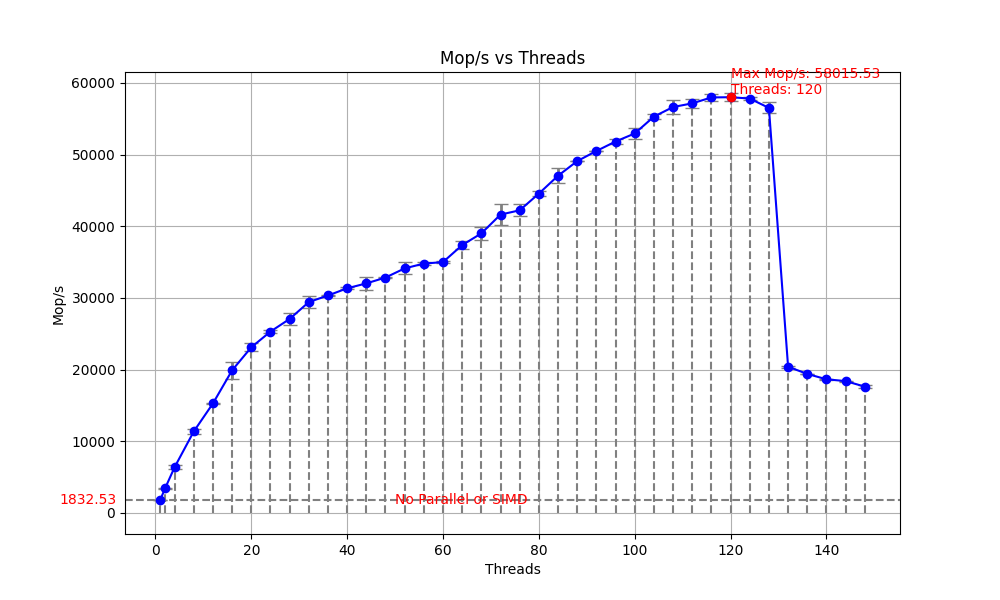 Mop/s vs Threads
Max Mop/s: 58015.53
Threads: 120
60000
50000
40000
30000
20000
10000
1832.53
No Parallel or SIMD
0
Mop/s
0 20 40 60 80 100 120 140
Threads